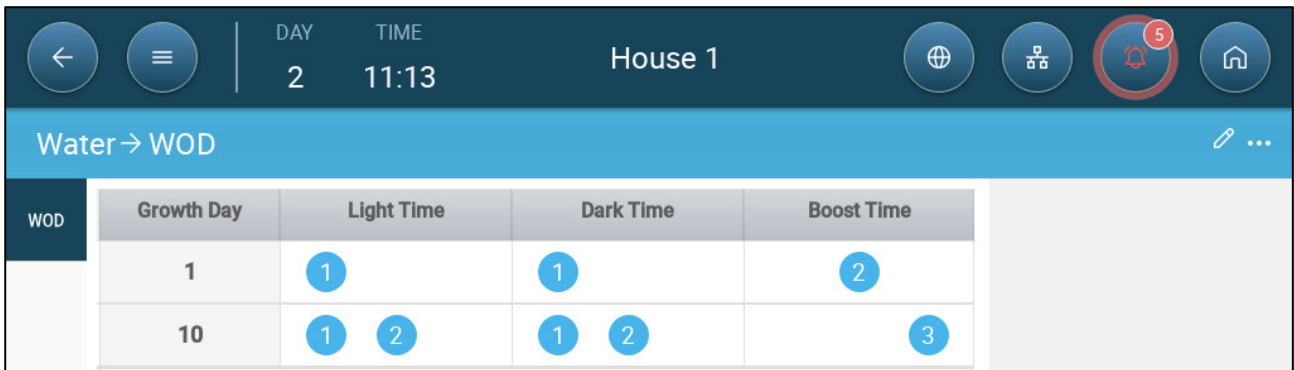 DAY TIME
2 11:13 House 1 5
Water → WOD
WOD Growth Day Light Time Dark Time Boost Time
1 1 1 2
10 1 2 1 2 3